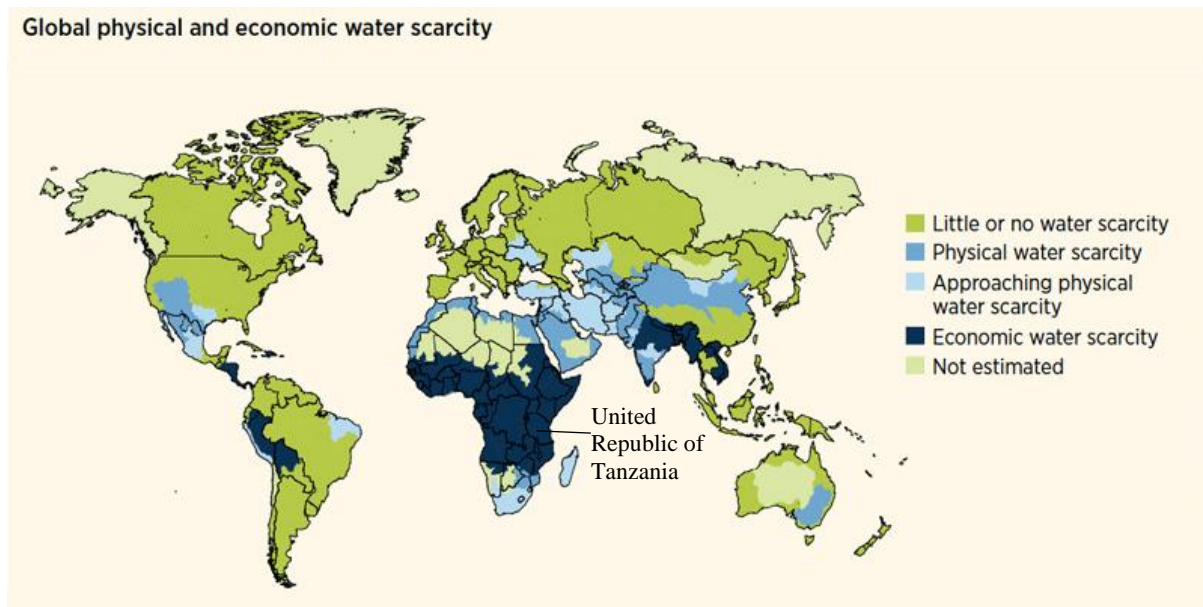 Global physical and economic water scarcity
Little or no water scarcity
Physical water scarcity
Approaching physical
water scarcity
Economic water scarcity
Not estimated
United
Republic of
Tanzania